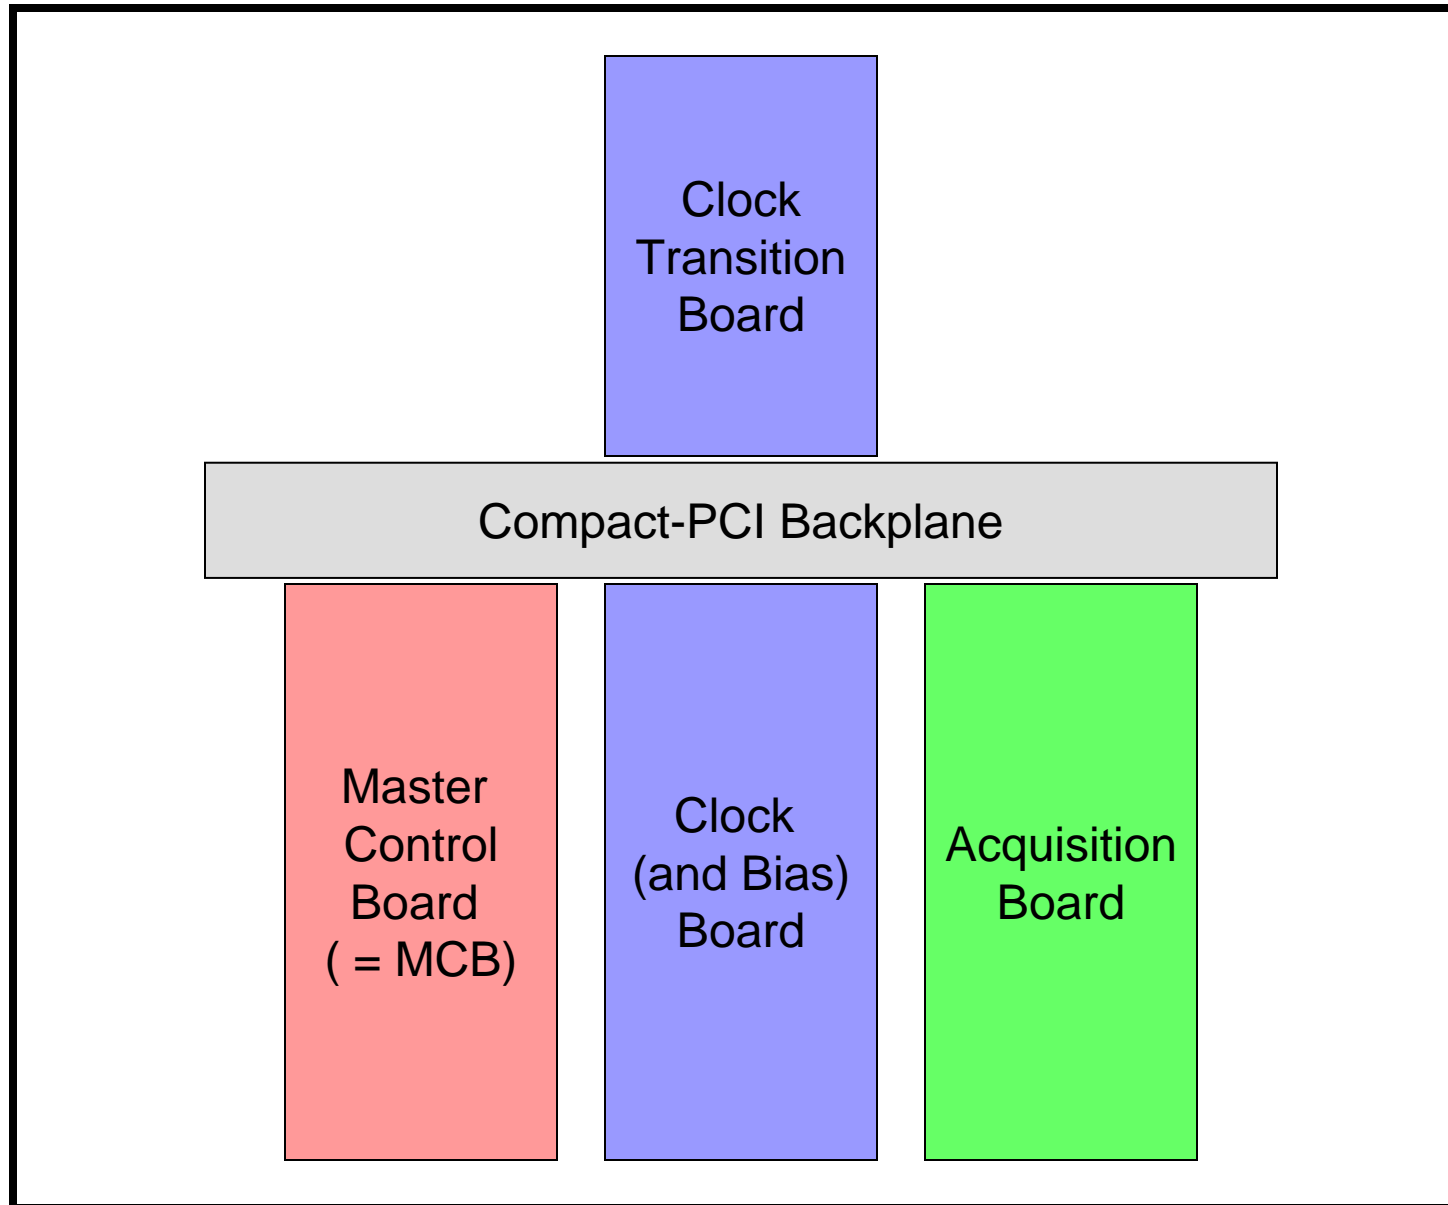 Clock
Transition
Board
Compact-PCI Backplane
Master
Control
Board
( = MCB)
Clock
(and Bias)
Board
Acquisition
Board